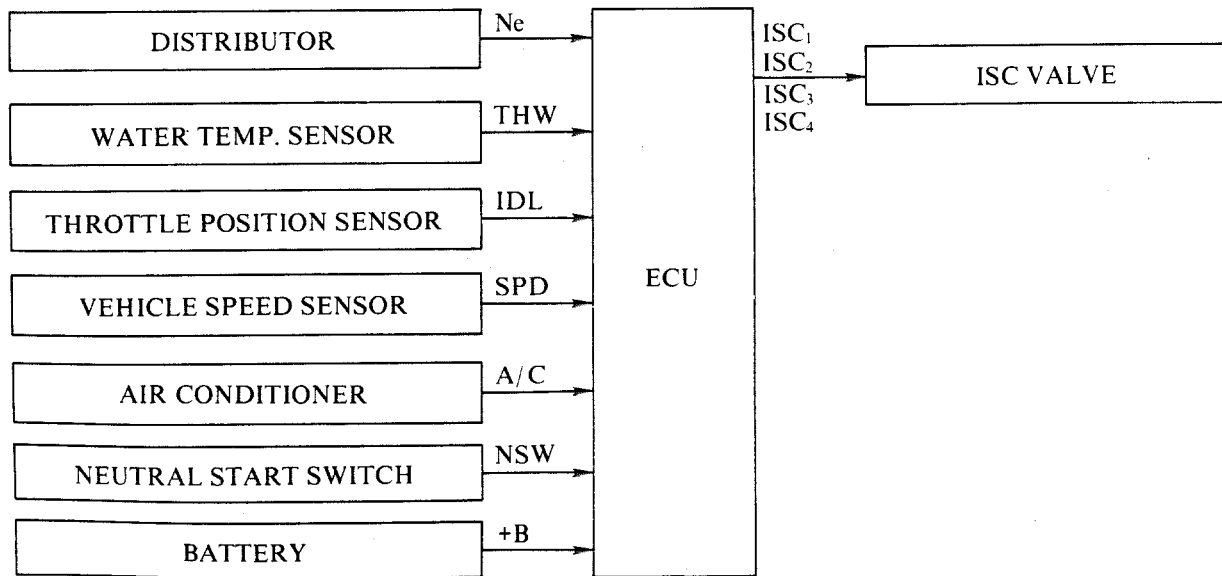 DISTRIBUTOR
Ne
WATER TEMP. SENSOR
THW
THROTTLE POSITION SENSOR
IDL
VEHICLE SPEED SENSOR
SPD
AIR CONDITIONER
A/C
NEUTRAL START SWITCH
NSW
BATTERY
+B
ECU
ISC₁
ISC₂
ISC₃
ISC₄
ISC VALVE